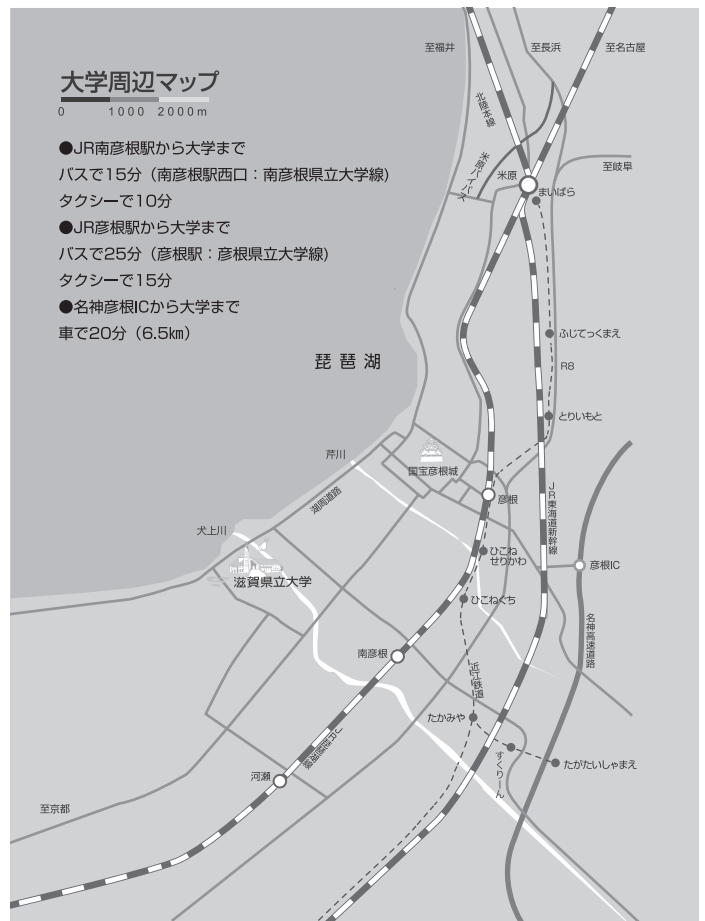 大学周辺マップ
0 1000 2000m
●JR南彦根駅から大学まで
バスで15分（南彦根駅西口：南彦根県立大学線)
タクシーで10分
●JR彦根駅から大学まで
バスで25分（彦根駅：彦根県立大学線)
タクシーで15分
●名神彦根ICから大学まで
車で20分（6.5㎞）
至福井
至長浜
至名古屋
北陸本線
米原バイパス
米原
至岐阜
まいばら
ふじてっくまえ
琵琶湖
R8
とりいもと
芹川
国宝彦根城
湖周道路
彦根
JR東海道新幹線
犬上川
ひこね
せりかわ
彦根IC
滋賀県立大学
ひこねぐち
名神高速道路
南彦根
近江鉄道
たかみや
すくりーん
たがたいしゃまえ
河瀬
至京都